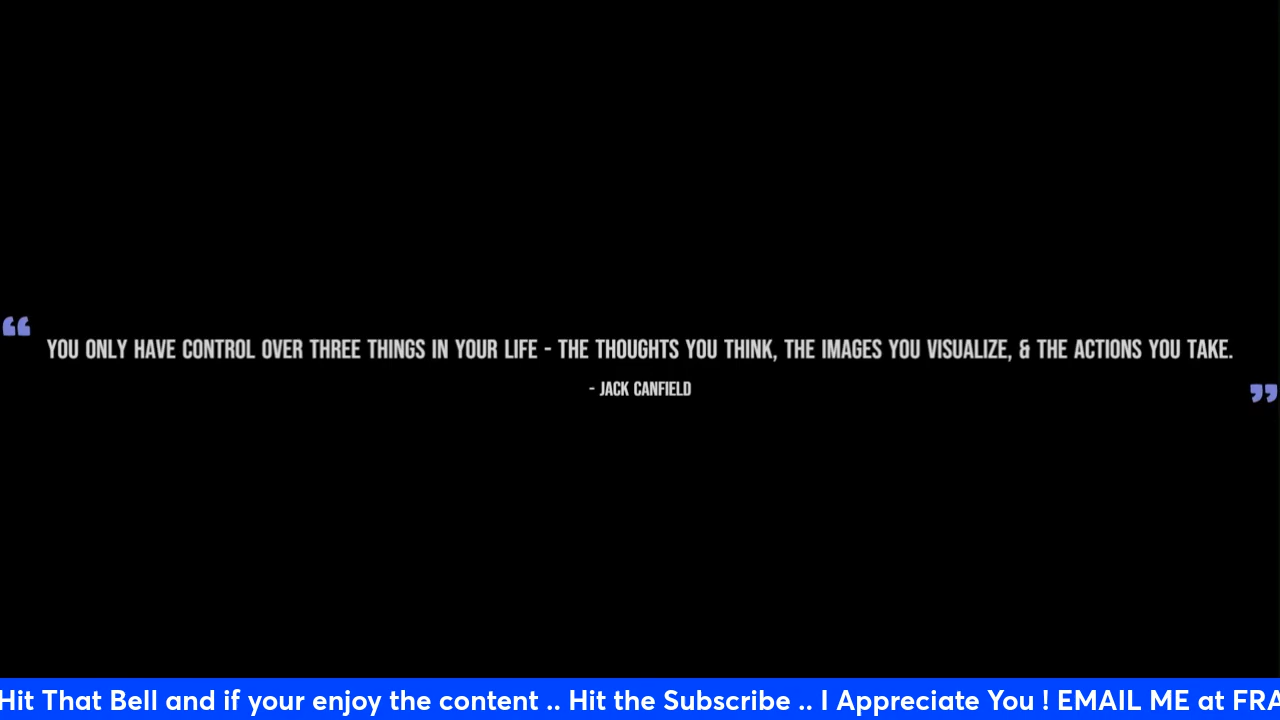 “
YOU ONLY HAVE CONTROL OVER THREE THINGS IN YOUR LIFE - THE THOUGHTS YOU THINK, THE IMAGES YOU VISUALIZE, & THE ACTIONS YOU TAKE.
- JACK CANFIELD
”
Hit That Bell and if your enjoy the content .. Hit the Subscribe .. I Appreciate You ! EMAIL ME at FRA